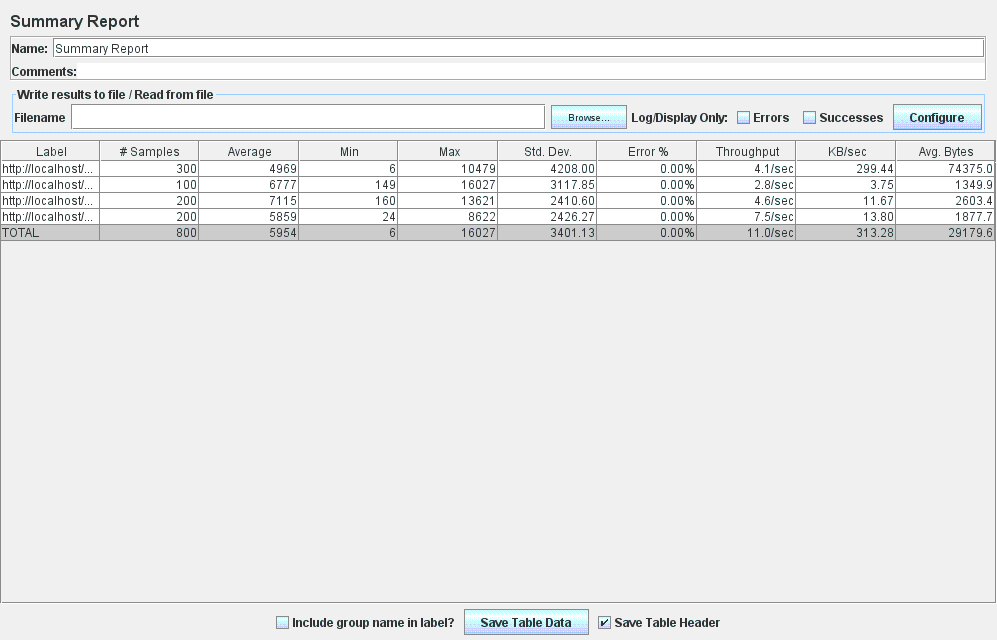 Summary Report
Name: Summary Report
Comments:
Write results to file / Read from file
Filename Browse... Log/Display Only: Errors Successes Configure
Label # Samples Average Min Max Std. Dev. Error % Throughput KB/sec Avg. Bytes
http://localhost/... 300 4969 6 10479 4208.00 0.00% 4.1/sec 299.44 74375.0
http://localhost/... 100 6777 149 16027 3117.85 0.00% 2.8/sec 3.75 1349.9
http://localhost/... 200 7115 160 13621 2410.60 0.00% 4.6/sec 11.67 2603.4
http://localhost/... 200 5859 24 8622 2426.27 0.00% 7.5/sec 13.80 1877.7
TOTAL 800 5954 6 16027 3401.13 0.00% 11.0/sec 313.28 29179.6
Include group name in label? Save Table Data Save Table Header